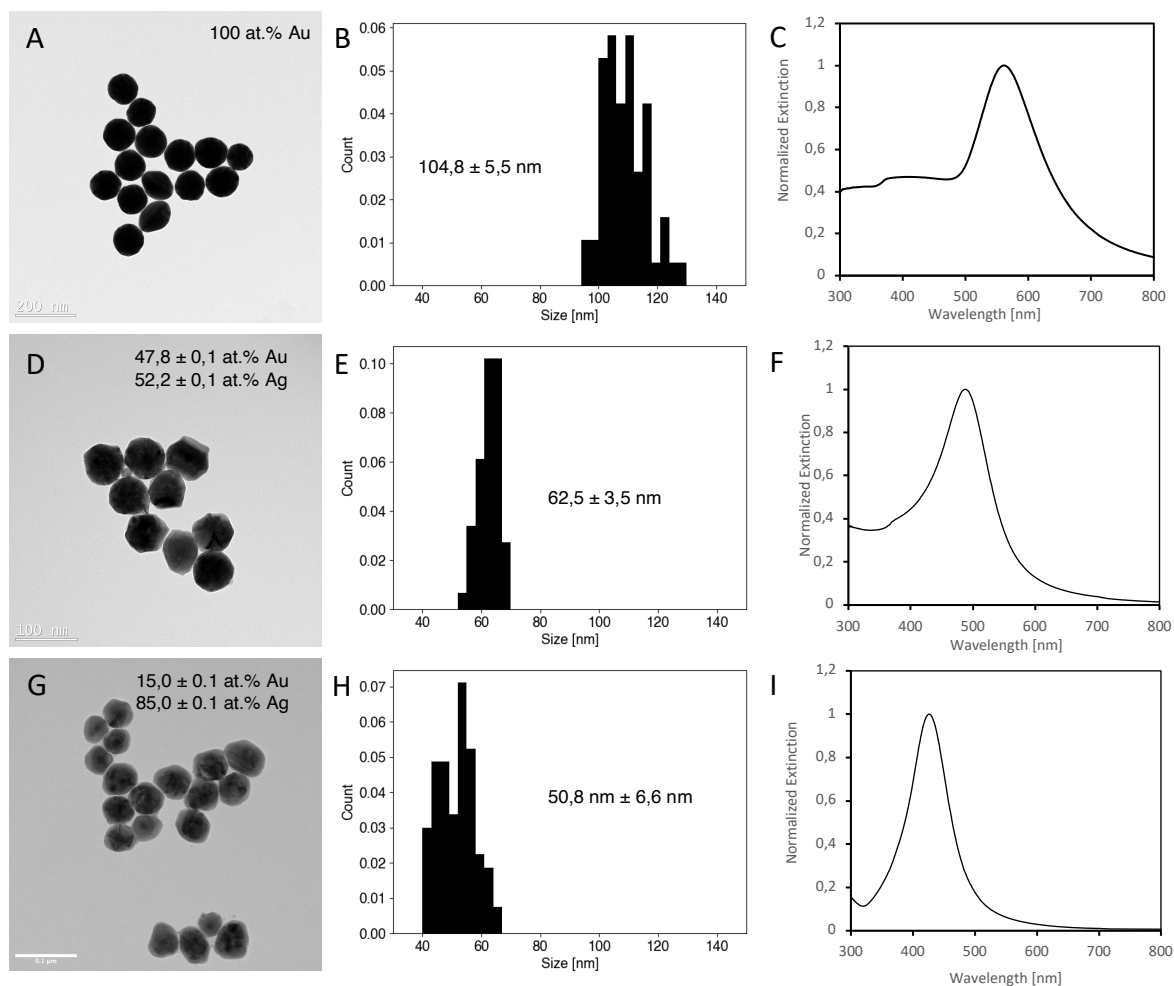 A
100 at.% Au
200 nm
B
Count
0.06
0.05
0.04
0.03
0.02
0.01
0.00
104,8 ± 5,5 nm
40 60 80 100 120 140
Size [nm]
C
Normalized Extinction
1,2
1
0,8
0,6
0,4
0,2
0
300 400 500 600 700 800
Wavelength [nm]
D
47,8 ± 0,1 at.% Au
52,2 ± 0,1 at.% Ag
100 nm
E
Count
0.10
0.08
0.06
0.04
0.02
0.00
62,5 ± 3,5 nm
40 60 80 100 120 140
Size [nm]
F
Normalized Extinction
1,2
1
0,8
0,6
0,4
0,2
0
300 400 500 600 700 800
Wavelength [nm]
G
15,0 ± 0.1 at.% Au
85,0 ± 0.1 at.% Ag
0.1 µm
H
Count
0.07
0.06
0.05
0.04
0.03
0.02
0.01
0.00
50,8 nm ± 6,6 nm
40 60 80 100 120 140
Size [nm]
I
Normalized Extinction
1,2
1
0,8
0,6
0,4
0,2
0
300 400 500 600 700 800
Wavelength [nm]